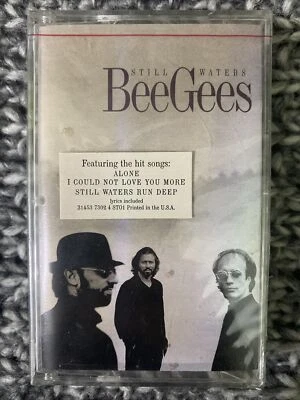 STILL WATERS
BeeGees
Featuring the hit songs:
ALONE
I COULD NOT LOVE YOU MORE
STILL WATERS RUN DEEP
lyrics included
31453 7302 4 ST01 Printed in the U.S.A.